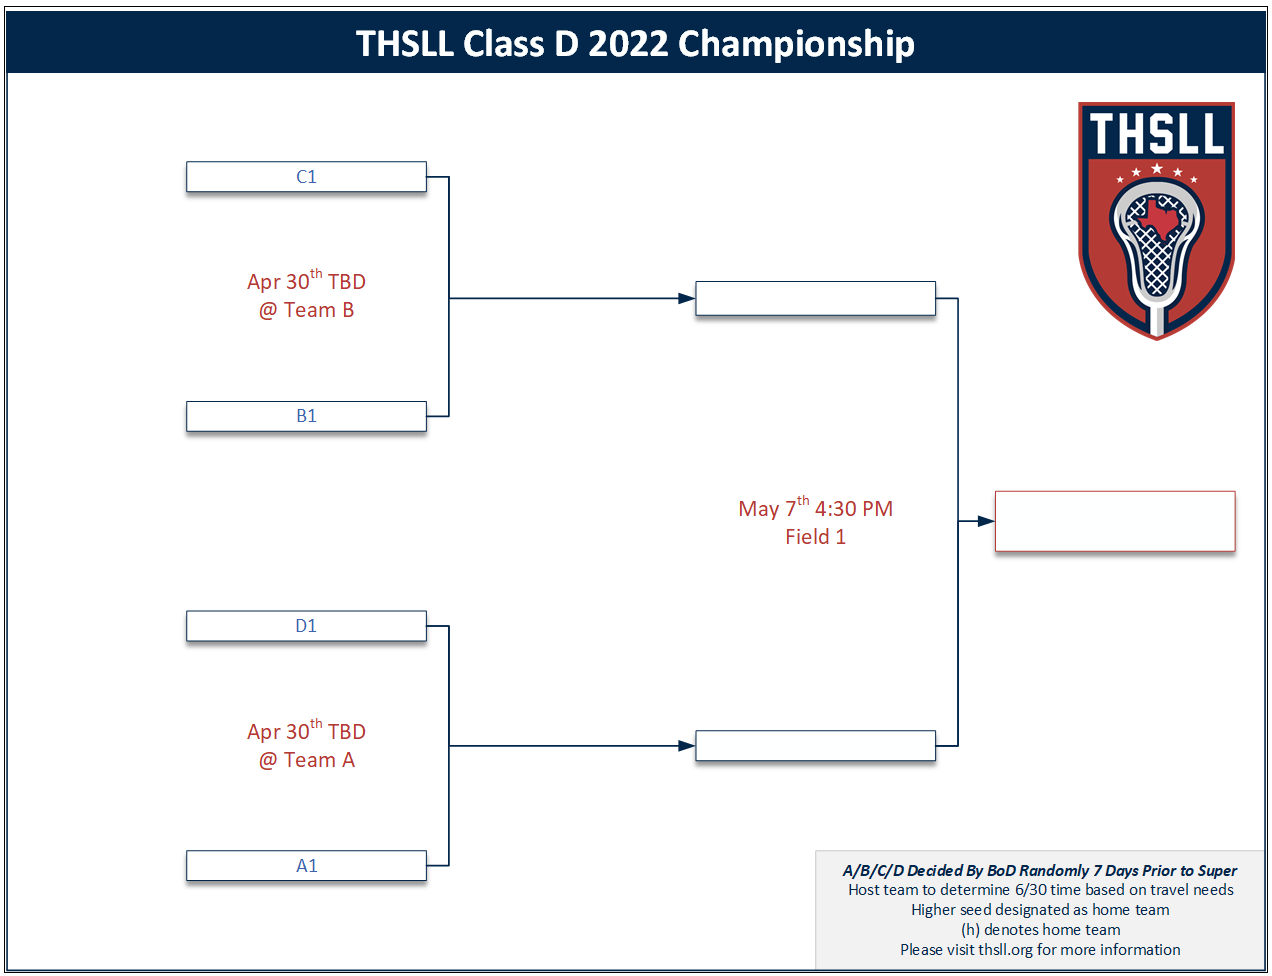 THSLL Class D 2022 Championship
THSLL
C1
Apr 30th TBD
@ Team B
B1
May 7th 4:30 PM
Field 1
D1
Apr 30th TBD
@ Team A
A1
A/B/C/D Decided By BoD Randomly 7 Days Prior to Super
Host team to determine 6/30 time based on travel needs
Higher seed designated as home team
(h) denotes home team
Please visit thsll.org for more information